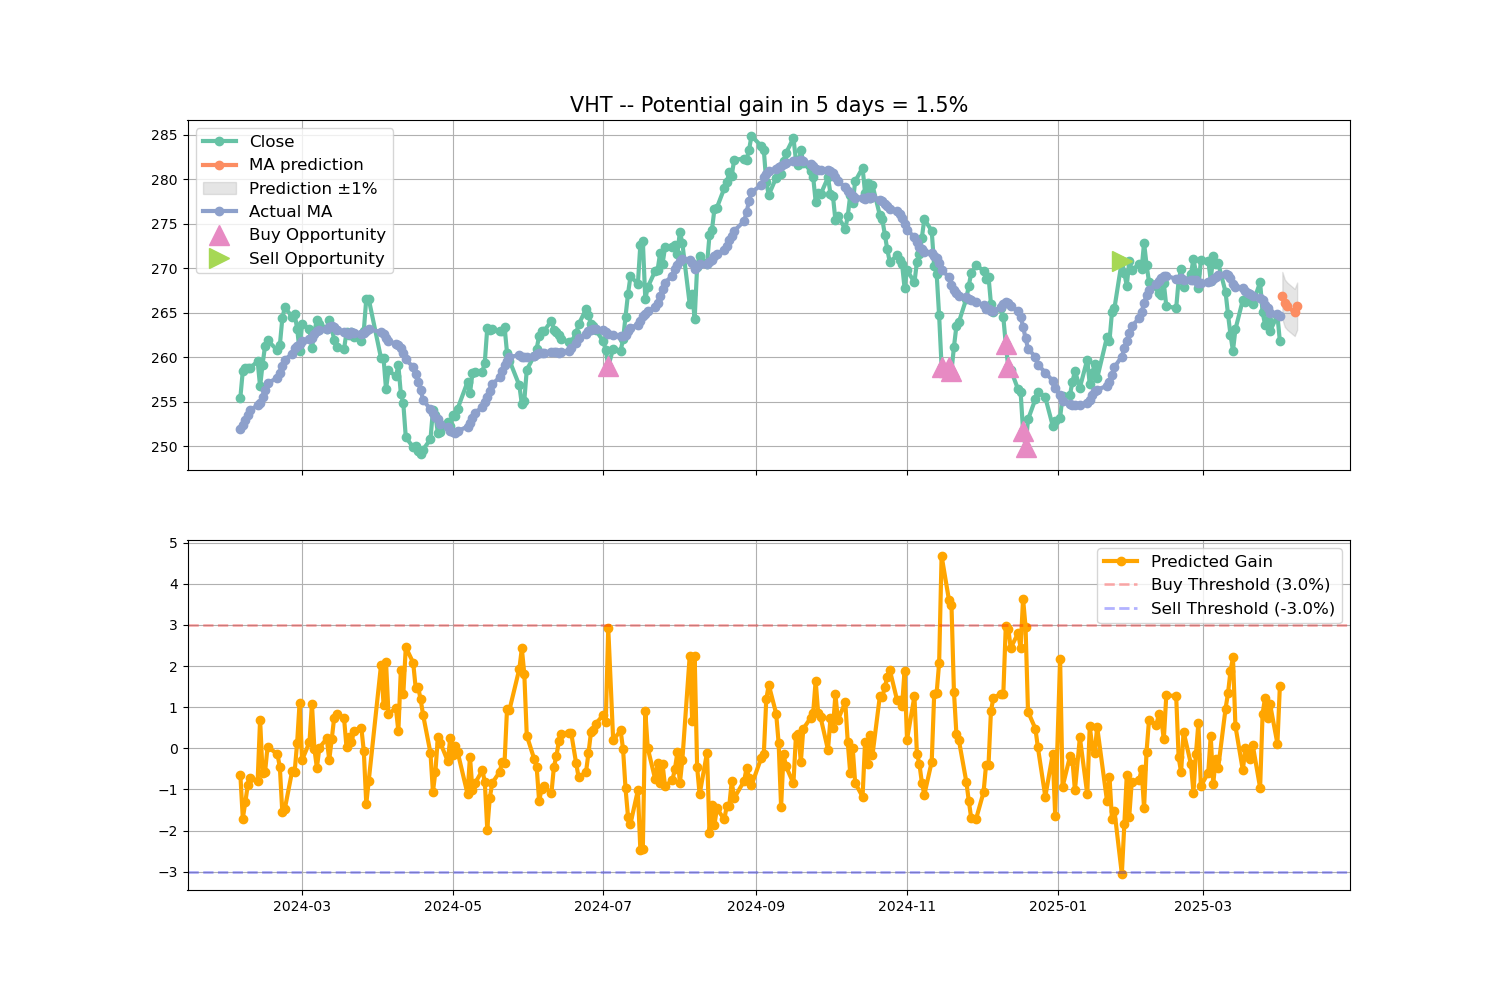 VHT -- Potential gain in 5 days = 1.5%
285
280
275
270
265
260
255
250
Close
MA prediction
Prediction ±1%
Actual MA
Buy Opportunity
Sell Opportunity
5
4
3
2
1
0
−1
−2
−3
Predicted Gain
Buy Threshold (3.0%)
Sell Threshold (-3.0%)
2024-03
2024-05
2024-07
2024-09
2024-11
2025-01
2025-03